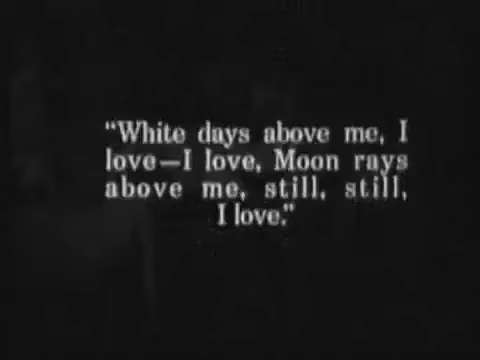 "White days above me, I
love—I love, Moon rays
above me, still, still,
I love."